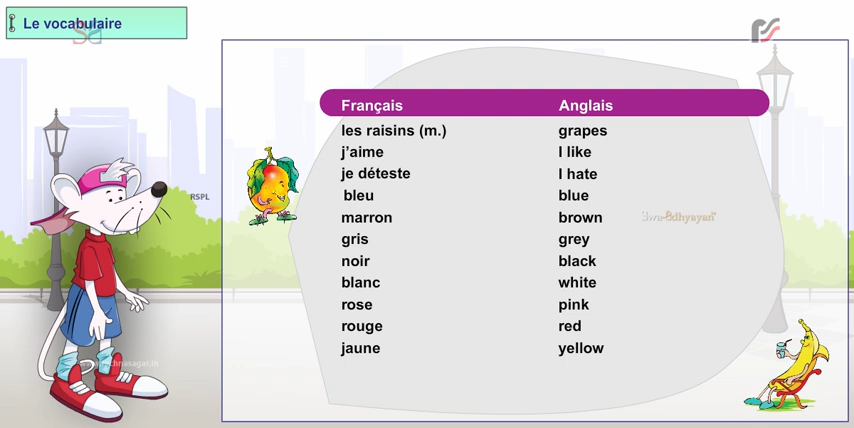 Le vocabulaire
Français Anglais
les raisins (m.) grapes
j’aime I like
je déteste I hate
RSPL
bleu blue
marron brown
gris grey
noir black
blanc white
rose pink
rouge red
jaune yellow